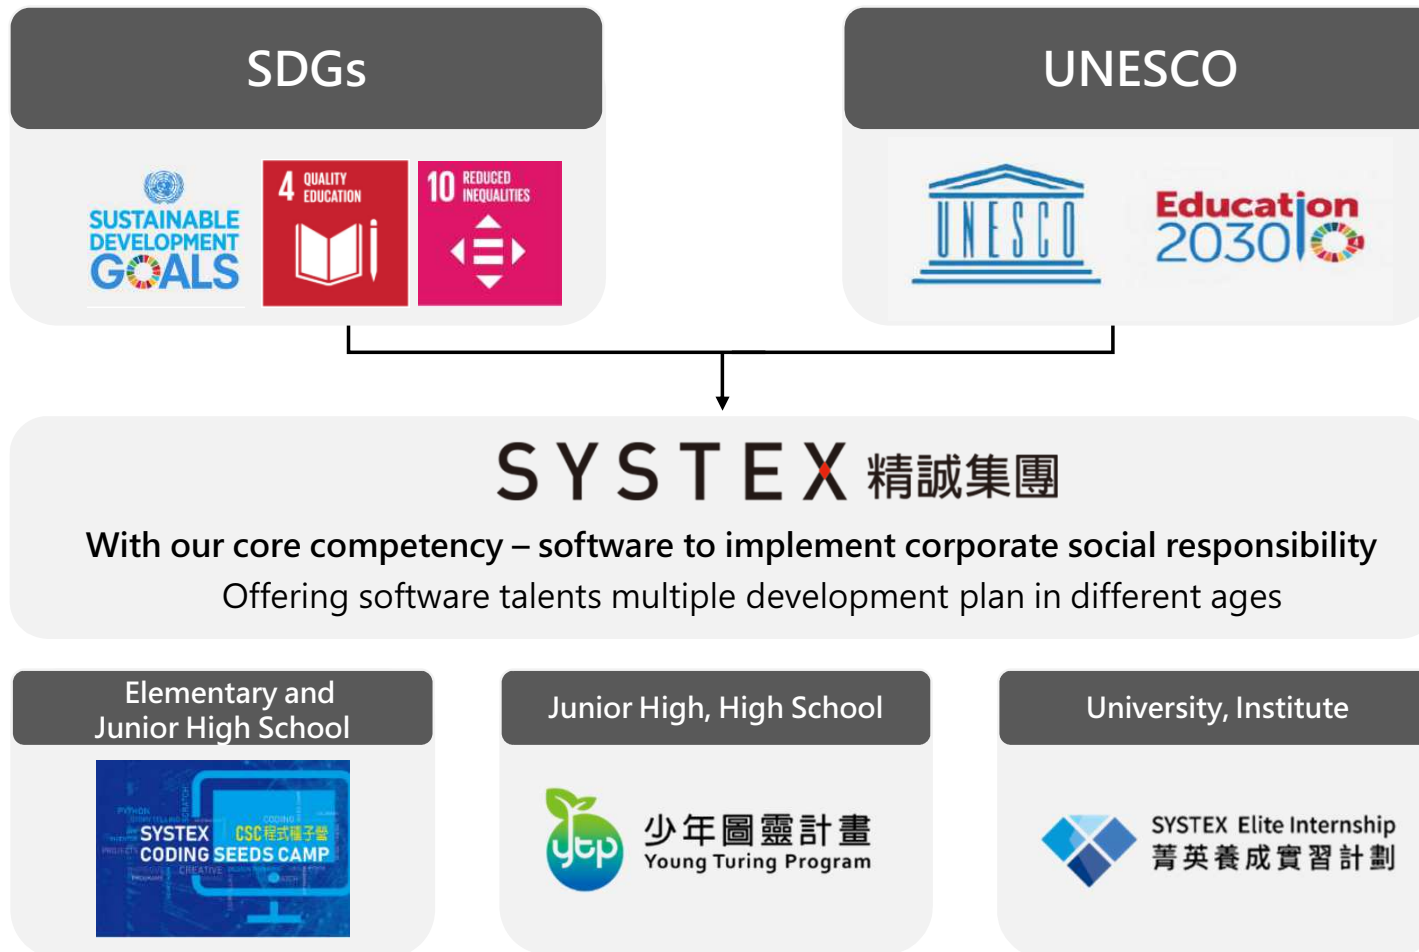 SDGs
UNESCO
SUSTAINABLE
DEVELOPMENT
GOALS
4 QUALITY
EDUCATION
10 REDUCED
INEQUALITIES
UNESCO
Education
2030
SYSTEX 精誠集團
With our core competency – software to implement corporate social responsibility
Offering software talents multiple development plan in different ages
Elementary and
Junior High School
PYTHON
CODING
SYSTEX CSC程式種子營
CODING SEEDS CAMP
CREATIVE
Junior High, High School
ytp
少年圖靈計畫
Young Turing Program
University, Institute
SYSTEX Elite Internship
菁英養成實習計劃